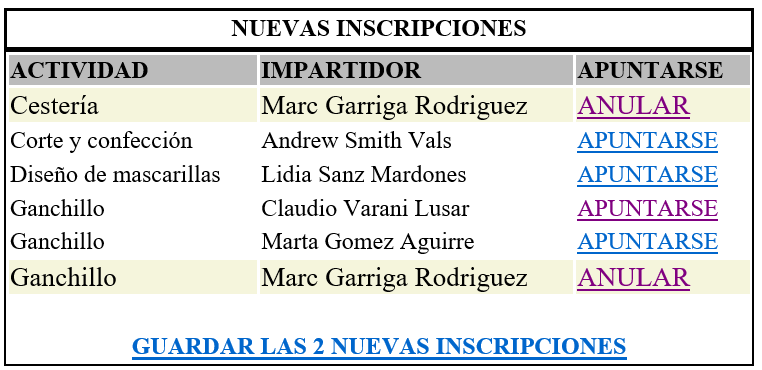 NUEVAS INSCRIPCIONES
ACTIVIDAD IMPARTIDOR APUNTARSE
Cestería Marc Garriga Rodriguez ANULAR
Corte y confección Andrew Smith Vals APUNTARSE
Diseño de mascarillas Lidia Sanz Mardones APUNTARSE
Ganchillo Claudio Varani Lusar APUNTARSE
Ganchillo Marta Gomez Aguirre APUNTARSE
Ganchillo Marc Garriga Rodriguez ANULAR
GUARDAR LAS 2 NUEVAS INSCRIPCIONES